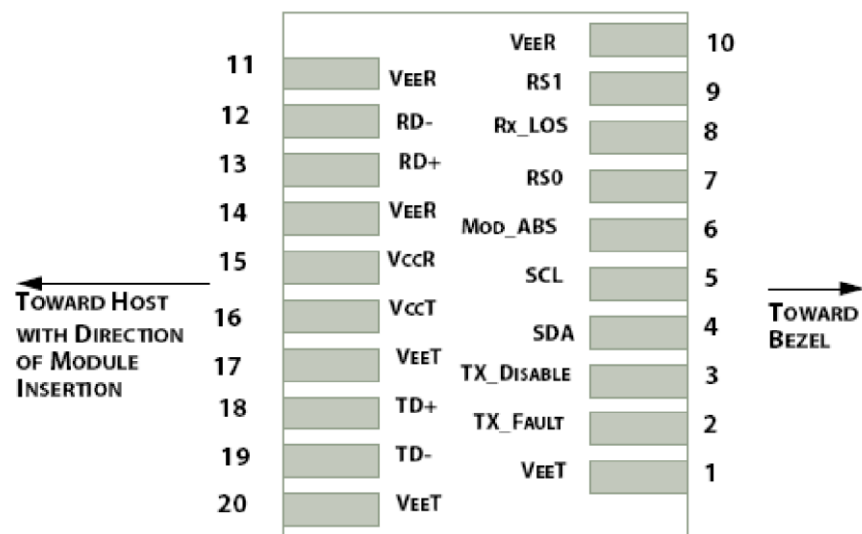 11 VEER
12 RD-
13 RD+
14 VEER
15 VccR
16 VccT
17 VEET
18 TD+
19 TD-
20 VEET
VEER 10
RS1 9
Rx_LOS 8
RS0 7
MOD_ABS 6
SCL 5
SDA 4
TX_DISABLE 3
TX_FAULT 2
VEET 1
TOWARD HOST
WITH DIRECTION
OF MODULE
INSERTION
TOWARD
BEZEL